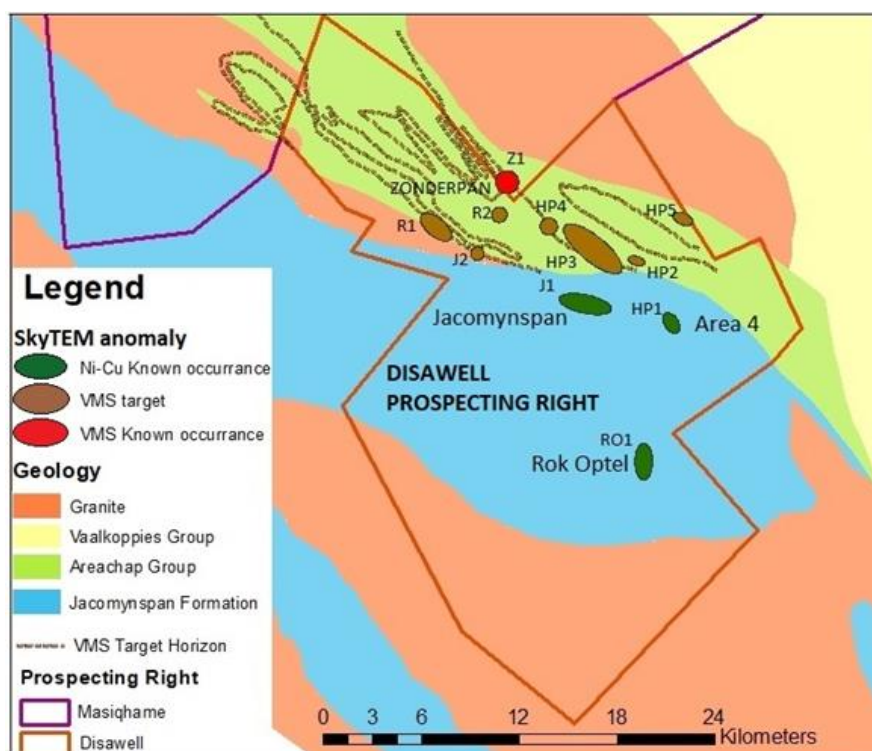 Z1
ZONDERPAN
R2
HP4
HP5
R1
J2
HP3
HP2
J1
HP1
Jacomynspan
Area 4
DISAWELL
PROSPECTING RIGHT
RO1
Rok Optel
Legend
SkyTEM anomaly
Ni-Cu Known occurrance
VMS target
VMS Known occurrance
Geology
Granite
Vaalkoppies Group
Areachap Group
Jacomynspan Formation
VMS Target Horizon
Prospecting Right
Masiqhame
Disawell
0 3 6 12 18 24
Kilometers